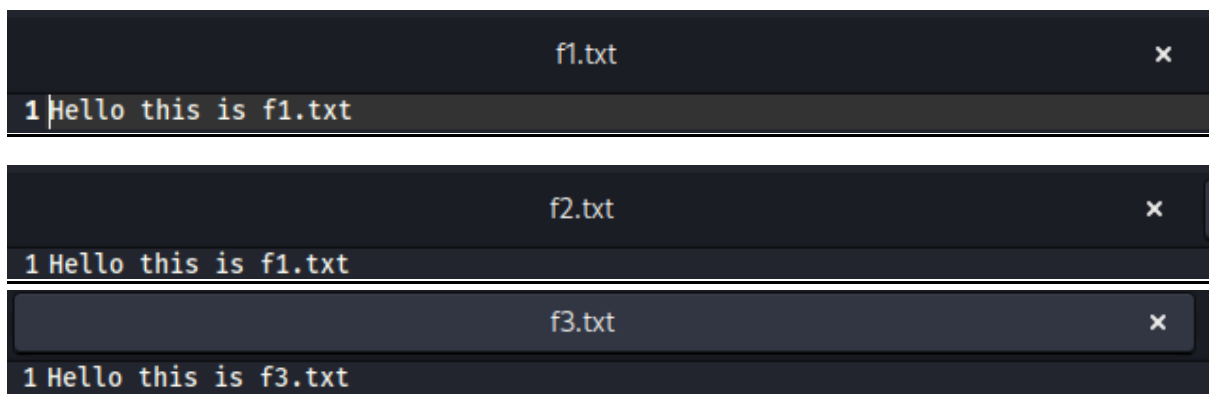 f1.txt ×
1 Hello this is f1.txt
f2.txt ×
1 Hello this is f1.txt
f3.txt ×
1 Hello this is f3.txt